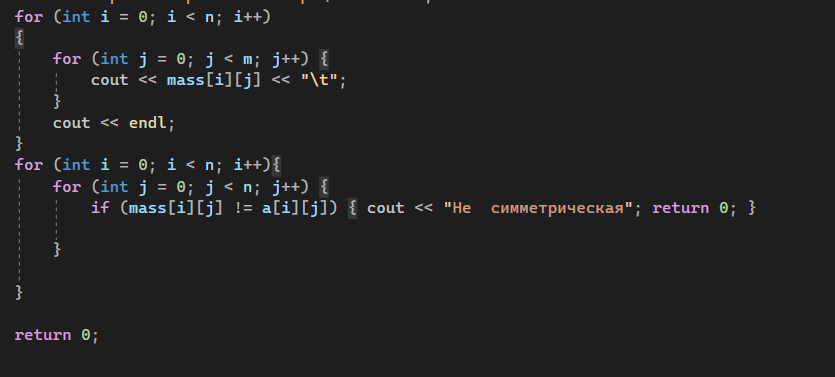 for (int i = 0; i < n; i++)
{
    for (int j = 0; j < m; j++) {
        cout << mass[i][j] << "\t";
    }
    cout << endl;
}
for (int i = 0; i < n; i++){
    for (int j = 0; j < n; j++) {
        if (mass[i][j] != a[i][j]) { cout << "Не  симметрическая"; return 0; }
    }
}
return 0;